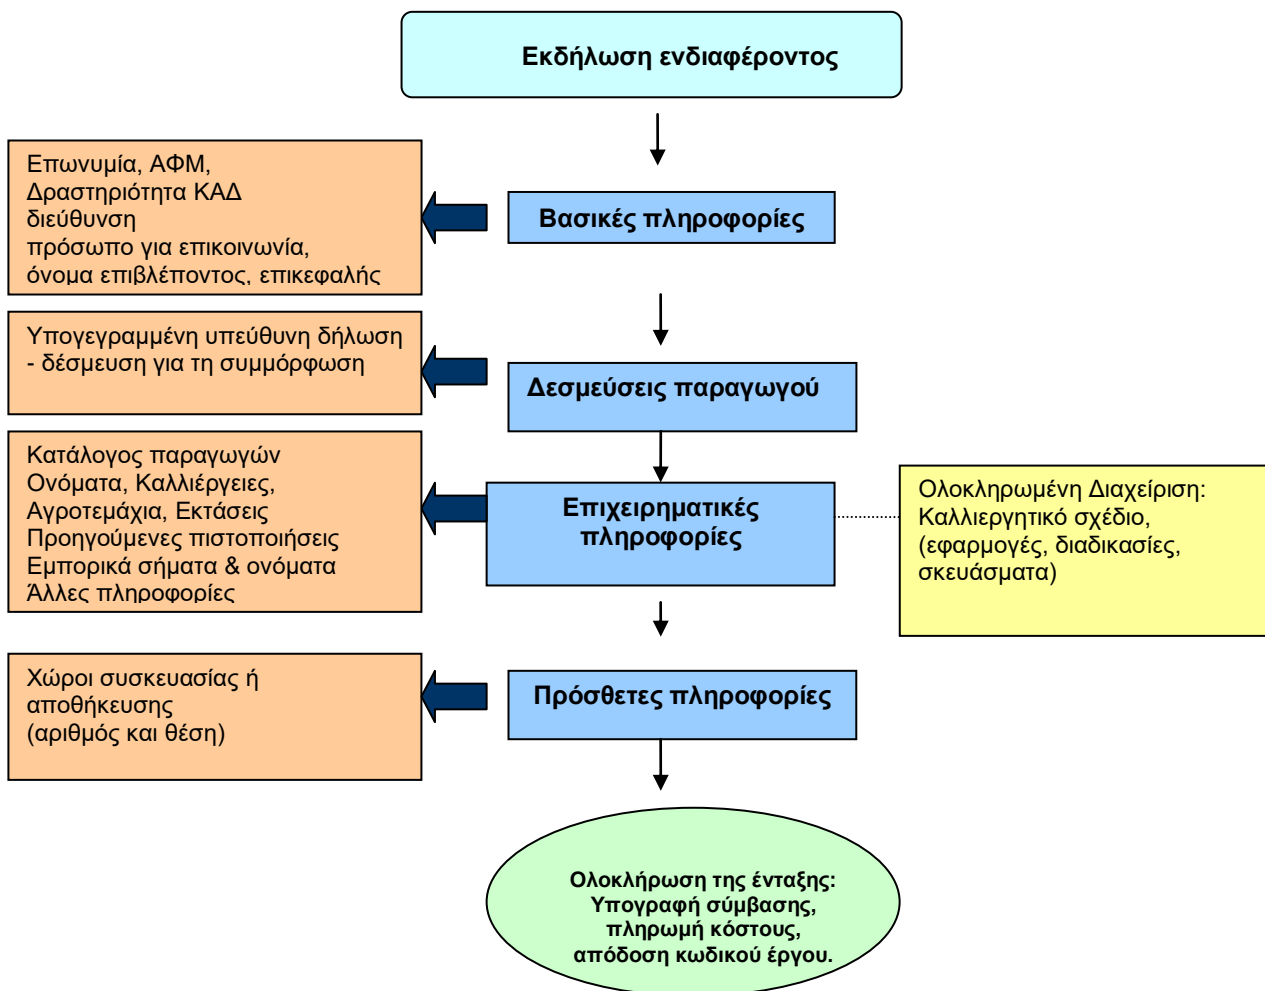 Εκδήλωση ενδιαφέροντος
Επωνυμία, ΑΦΜ,
Δραστηριότητα ΚΑΔ
διεύθυνση
πρόσωπο για επικοινωνία,
όνομα επιβλέποντος, επικεφαλής
Βασικές πληροφορίες
Υπογεγραμμένη υπεύθυνη δήλωση
- δέσμευση για τη συμμόρφωση
Δεσμεύσεις παραγωγού
Κατάλογος παραγωγών
Ονόματα, Καλλιέργειες,
Αγροτεμάχια, Εκτάσεις
Προηγούμενες πιστοποιήσεις
Εμπορικά σήματα & ονόματα
Άλλες πληροφορίες
Επιχειρηματικές
πληροφορίες
Ολοκληρωμένη Διαχείριση:
Καλλιεργητικό σχέδιο,
(εφαρμογές, διαδικασίες,
σκευάσματα)
Χώροι συσκευασίας ή
αποθήκευσης
(αριθμός και θέση)
Πρόσθετες πληροφορίες
Ολοκλήρωση της ένταξης:
Υπογραφή σύμβασης,
πληρωμή κόστους,
απόδοση κωδικού έργου.